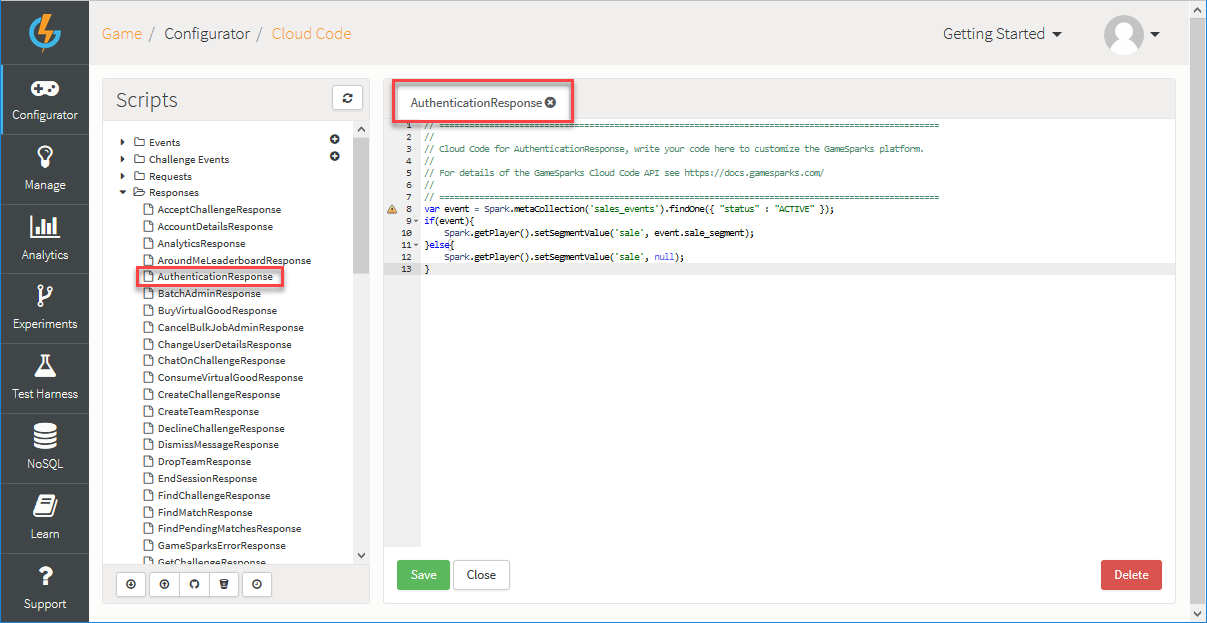 Game / Configurator / Cloud Code
Getting Started
Configurator
Manage
Analytics
Experiments
Test Harness
NoSQL
Learn
Support
Scripts
Events
Challenge Events
Requests
Responses
AcceptChallengeResponse
AccountDetailsResponse
AnalyticsResponse
AroundMeLeaderboardResponse
AuthenticationResponse
BatchAdminResponse
BuyVirtualGoodResponse
CancelBulkJobAdminResponse
ChangeUserDetailsResponse
ChatOnChallengeResponse
ConsumeVirtualGoodResponse
CreateChallengeResponse
CreateTeamResponse
DeclineChallengeResponse
DismissMessageResponse
DropTeamResponse
EndSessionResponse
FindChallengeResponse
FindMatchResponse
FindPendingMatchesResponse
GameSparksErrorResponse
GetChallengeResponse
AuthenticationResponse
1 // ====================================================================================================
2 //
3 // Cloud Code for AuthenticationResponse, write your code here to customize the GameSparks platform.
4 //
5 // For details of the GameSparks Cloud Code API see https://docs.gamesparks.com/
6 //
7 // ====================================================================================================
8 var event = Spark.metaCollection('sales_events').findOne({ "status" : "ACTIVE" });
9 if(event){
10 Spark.getPlayer().setSegmentValue('sale', event.sale_segment);
11 }else{
12 Spark.getPlayer().setSegmentValue('sale', null);
13 }
Save
Close
Delete